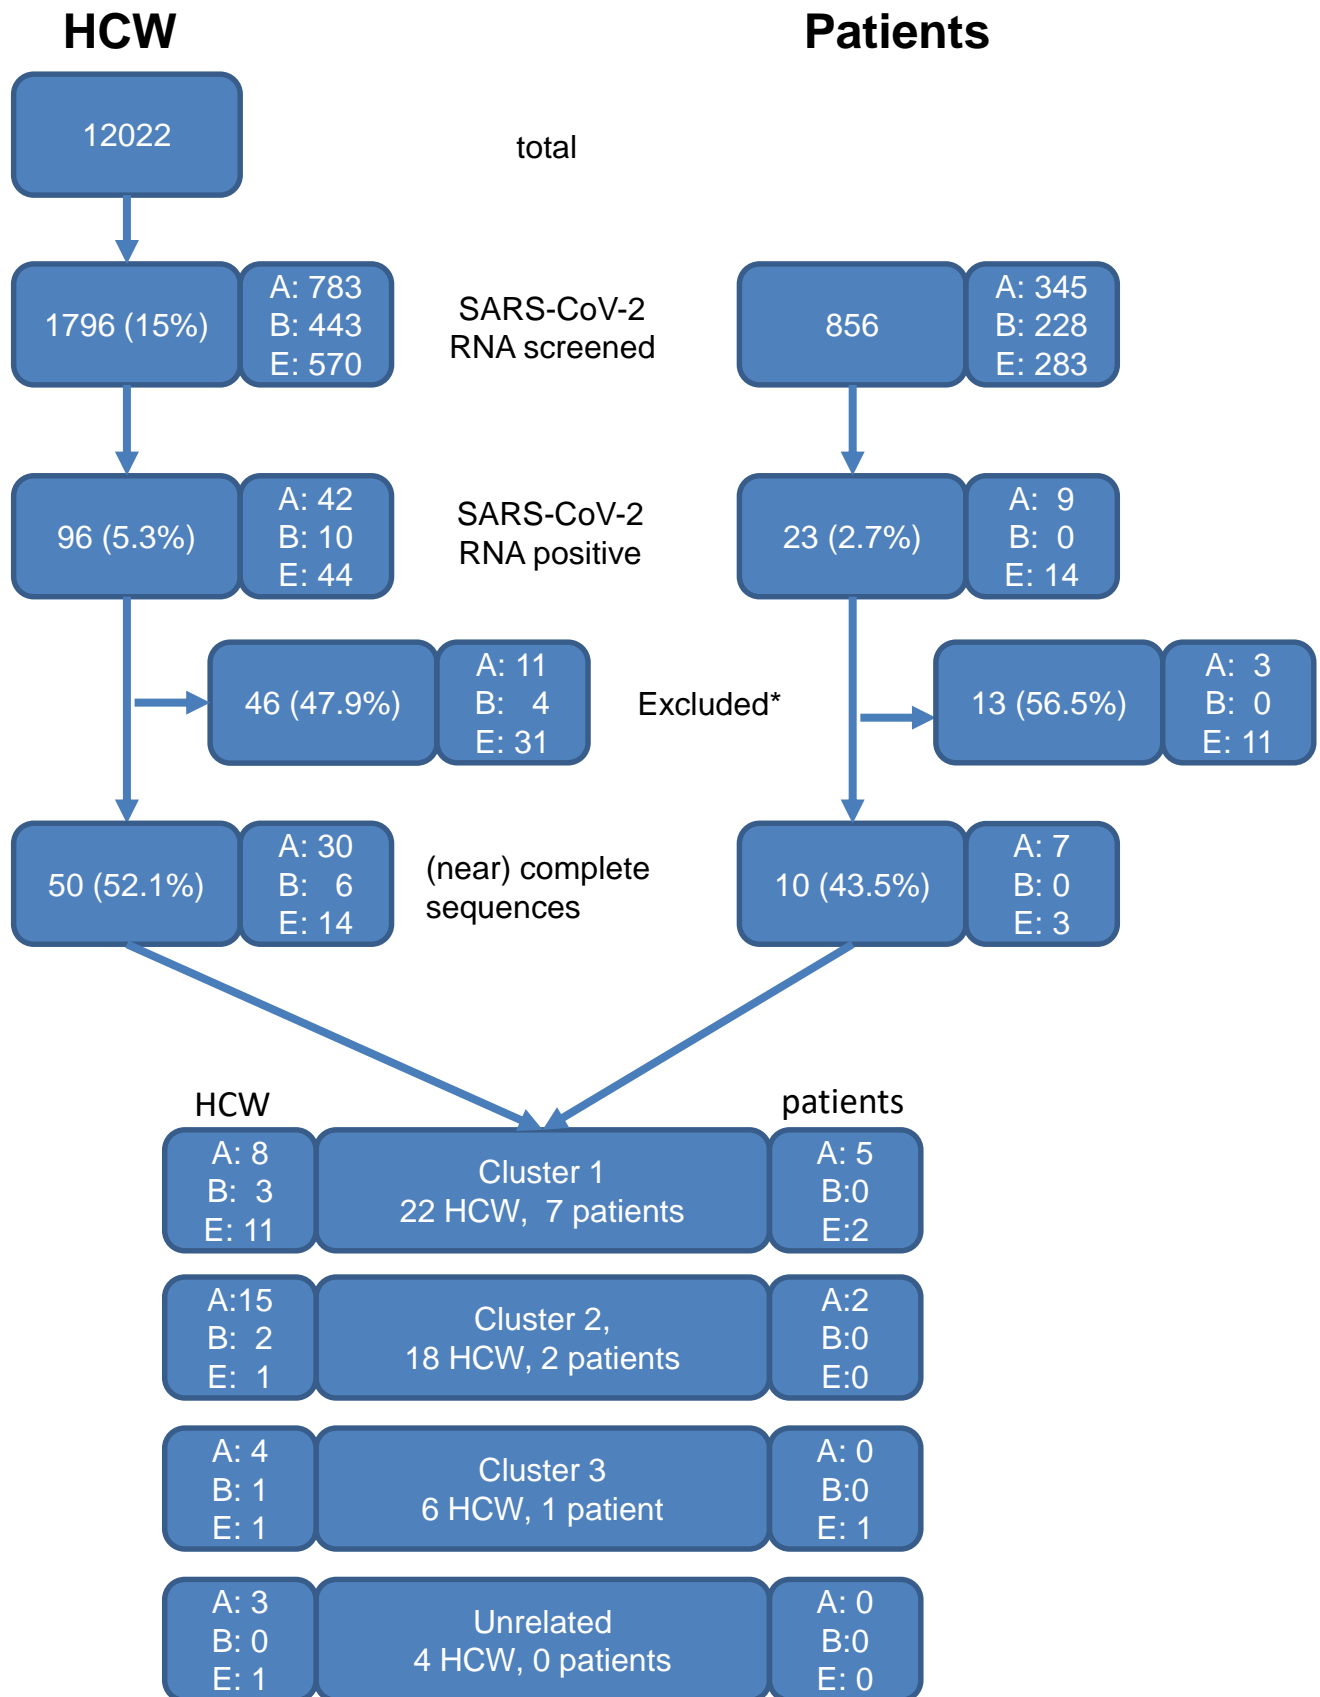 HCW
Patients
12022
total
1796 (15%)
A: 783
B: 443
E: 570
SARS-CoV-2
RNA screened
856
A: 345
B: 228
E: 283
96 (5.3%)
A: 42
B: 10
E: 44
SARS-CoV-2
RNA positive
23 (2.7%)
A: 9
B: 0
E: 14
46 (47.9%)
A: 11
B: 4
E: 31
Excluded*
13 (56.5%)
A: 3
B: 0
E: 11
50 (52.1%)
A: 30
B: 6
E: 14
(near) complete
sequences
10 (43.5%)
A: 7
B: 0
E: 3
HCW
patients
A: 8
B: 3
E: 11
Cluster 1
22 HCW, 7 patients
A: 5
B:0
E:2
A:15
B: 2
E: 1
Cluster 2,
18 HCW, 2 patients
A:2
B:0
E:0
A: 4
B: 1
E: 1
Cluster 3
6 HCW, 1 patient
A: 0
B:0
E: 1
A: 3
B: 0
E: 1
Unrelated
4 HCW, 0 patients
A: 0
B:0
E: 0